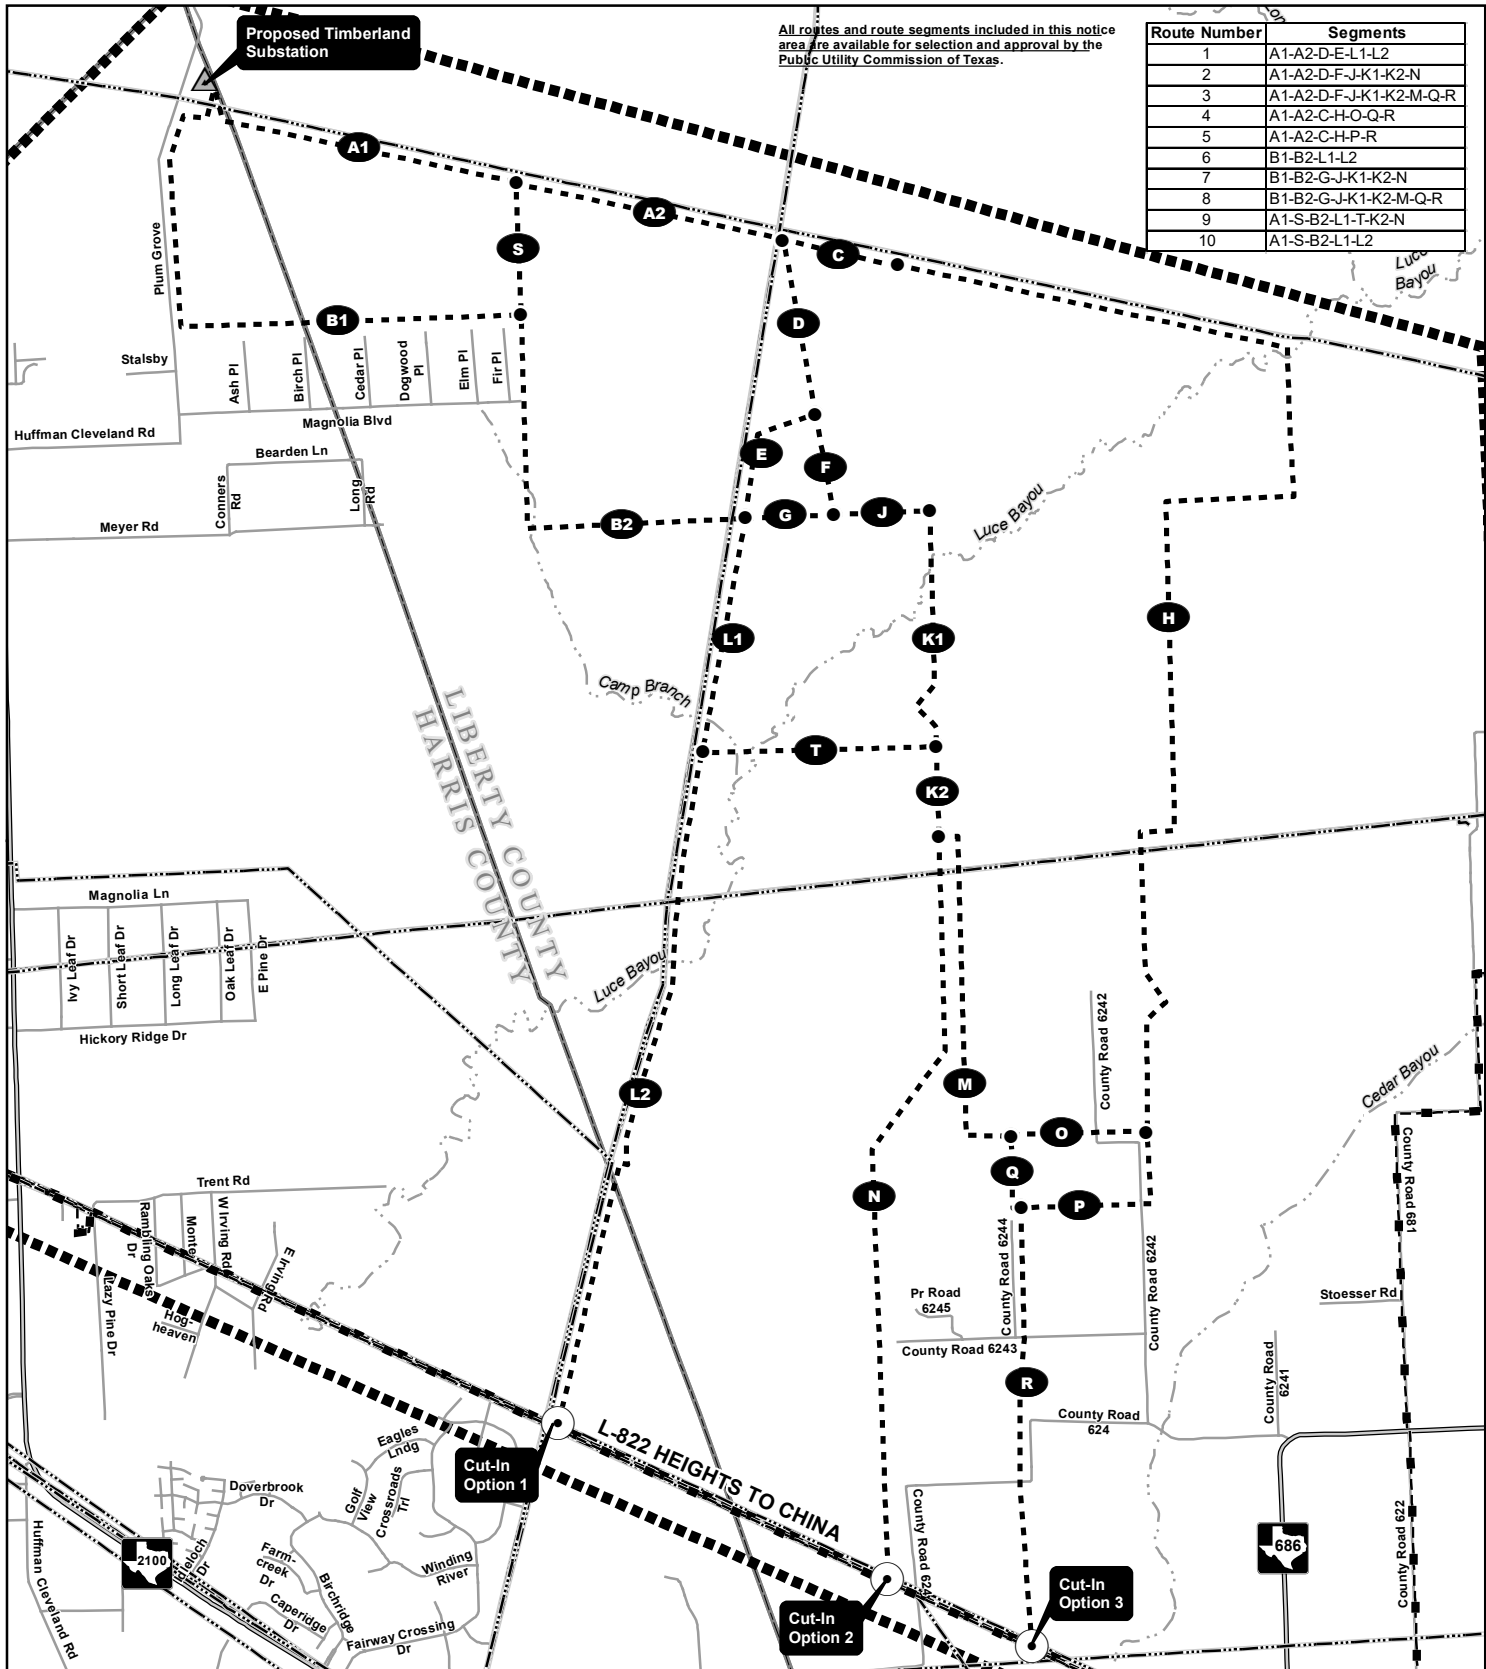 Proposed Timberland
Substation
All routes and route segments included in this notice
area are available for selection and approval by the
Public Utility Commission of Texas.
Route Number Segments
1 A1-A2-D-E-L1-L2
2 A1-A2-D-F-J-K1-K2-N
3 A1-A2-D-F-J-K1-K2-M-Q-R
4 A1-A2-C-H-O-Q-R
5 A1-A2-C-H-P-R
6 B1-B2-L1-L2
7 B1-B2-G-J-K1-K2-N
8 B1-B2-G-J-K1-K2-M-Q-R
9 A1-S-B2-L1-T-K2-N
10 A1-S-B2-L1-L2
Luce
Bayou
A1
A2
S
C
Plum Grove
B1
D
Stalsby
Ash Pl
Birch Pl
Cedar Pl
Dogwood
Pl
Elm Pl
Fir Pl
Magnolia Blvd
Huffman Cleveland Rd
Bearden Ln
Conners
Rd
Long
Rd
Meyer Rd
E
F
B2
G
J
Luce Bayou
L1
K1
H
Camp Branch
LIBERTY COUNTY
HARRIS COUNTY
T
K2
Magnolia Ln
Ivy Leaf Dr
Short Leaf Dr
Long Leaf Dr
Oak Leaf Dr
E Pine Dr
Hickory Ridge Dr
Luce Bayou
L2
M
County Road 6242
Cedar Bayou
O
Q
P
N
County Road 681
Trent Rd
Rambling Oaks
Dr
Monte
W Irving Rd
E Irving
Rd
Lazy Pine Dr
Hog-
heaven
County Road 6244
County Road 6242
Pr Road
6245
County Road 6243
Stoesser Rd
County Road
6241
R
County Road
624
Cut-In
Option 1
L-822 HEIGHTS TO CHINA
Eagles
Lndg
Golf
View
Crossroads
Trl
Doverbrook
Dr
Farm-
creek
Dr
Birchridge
Caperidge
Dr
Winding
River
Fairway Crossing
Dr
eloch
Dr
2100
Huffman Cleveland Rd
County Road 624
686
County Road 622
Cut-In
Option 2
Cut-In
Option 3